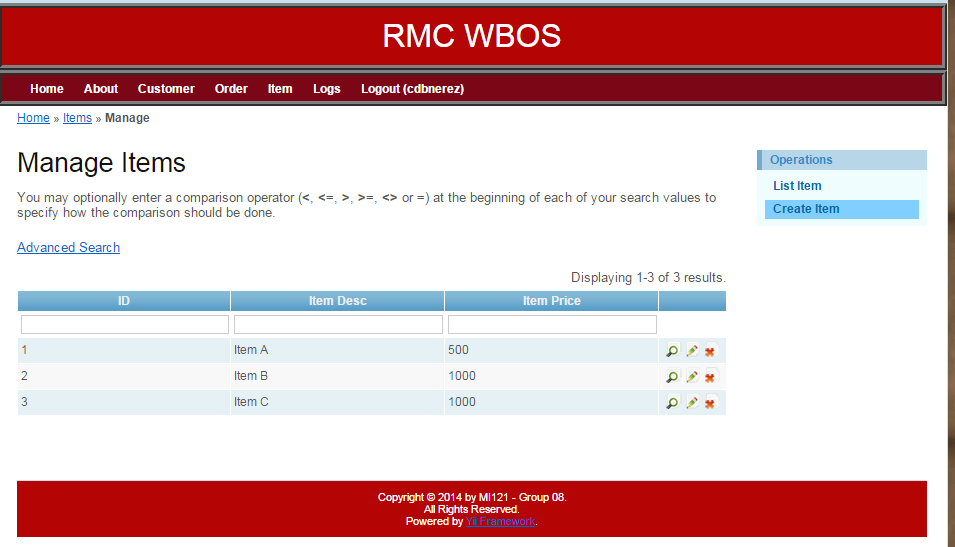 RMC WBOS
Home About Customer Order Item Logs Logout (cdbnerez)
Home » Items » Manage
Manage Items
You may optionally enter a comparison operator (<, <=, >, >=, <> or =) at the beginning of each of your search values to
specify how the comparison should be done.
Advanced Search
Displaying 1-3 of 3 results.
ID Item Desc Item Price
1 Item A 500
2 Item B 1000
3 Item C 1000
Operations
List Item
Create Item
Copyright © 2014 by MI121 - Group 08.
All Rights Reserved.
Powered by Yii Framework.